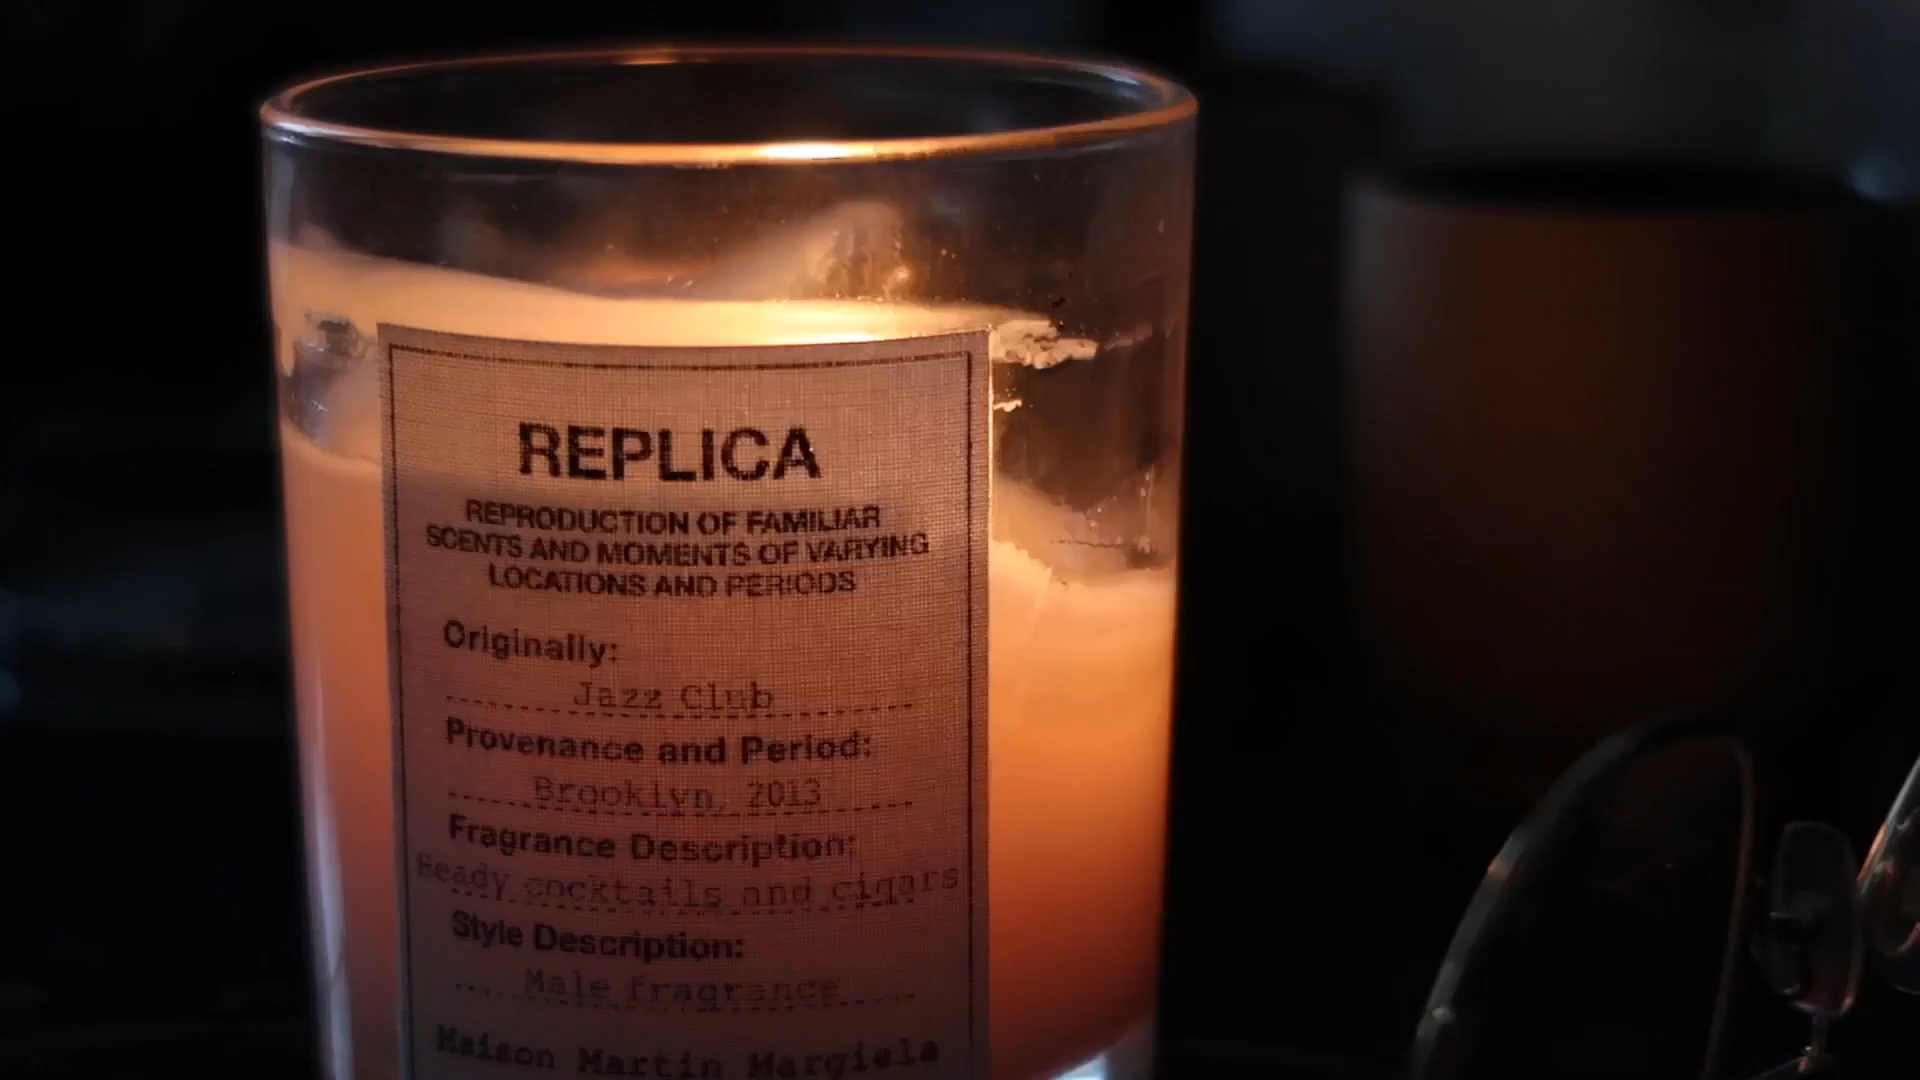 REPLICA
REPRODUCTION OF FAMILIAR
SCENTS AND MOMENTS OF VARYING
LOCATIONS AND PERIODS
Originally:
Jazz Club
Provenance and Period:
Brooklyn, 2013
Fragrance Description:
Heady cocktails and cigars
Style Description:
Male fragrance
Maison Martin Margiela